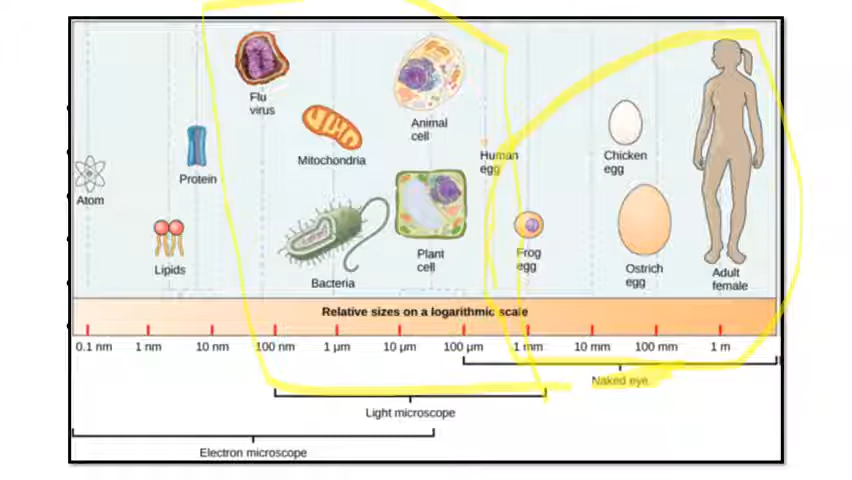 Flu
virus
Animal
cell
Mitochondria
Human
egg
Chicken
egg
Protein
Atom
Lipids
Bacteria
Plant
cell
Frog
egg
Ostrich
egg
Adult
female
Relative sizes on a logarithmic scale
0.1 nm 1 nm 10 nm 100 nm 1 µm 10 µm 100 µm 1 mm 10 mm 100 mm 1 m
Naked eye
Light microscope
Electron microscope